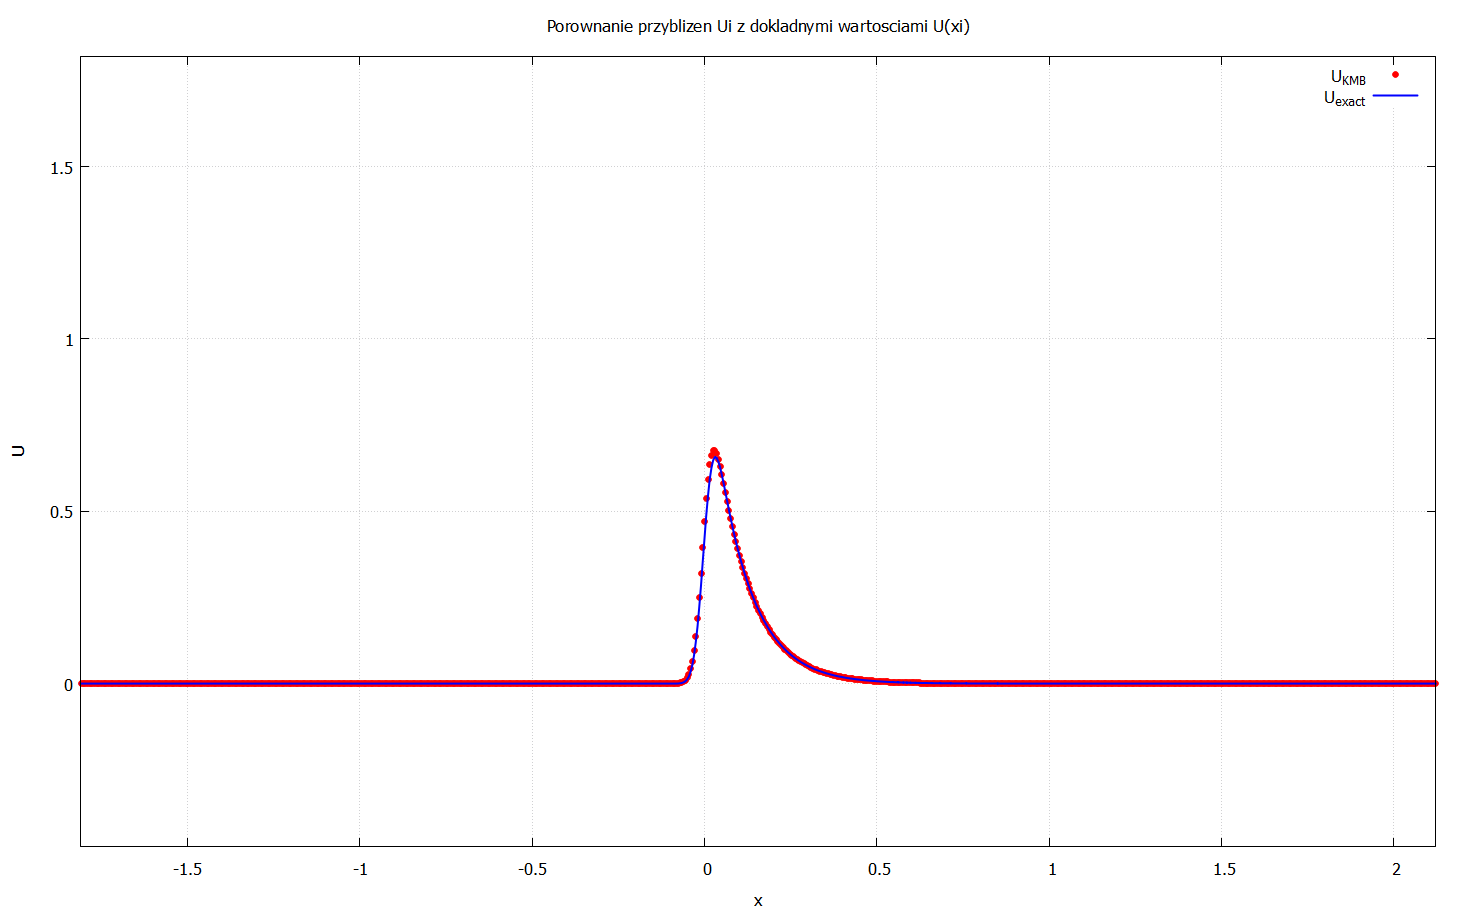 Porownanie przyblizen Ui z dokladnymi wartosciami U(xi)
U_KMB
U_exact
1.5
1
0.5
0
U
-1.5 -1 -0.5 0 0.5 1 1.5 2
x